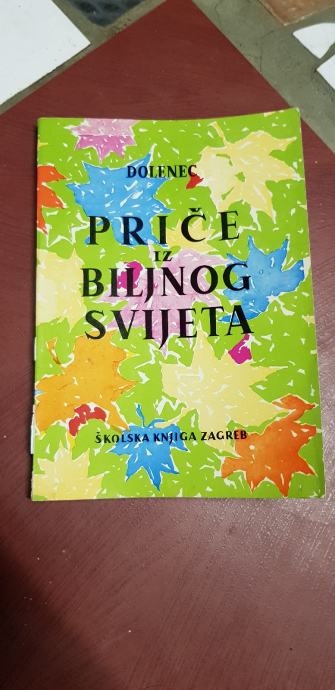 DOLENEC
PRIČE
IZ
BILJNOG
SVIJETA
ŠKOLSKA KNJIGA ZAGREB